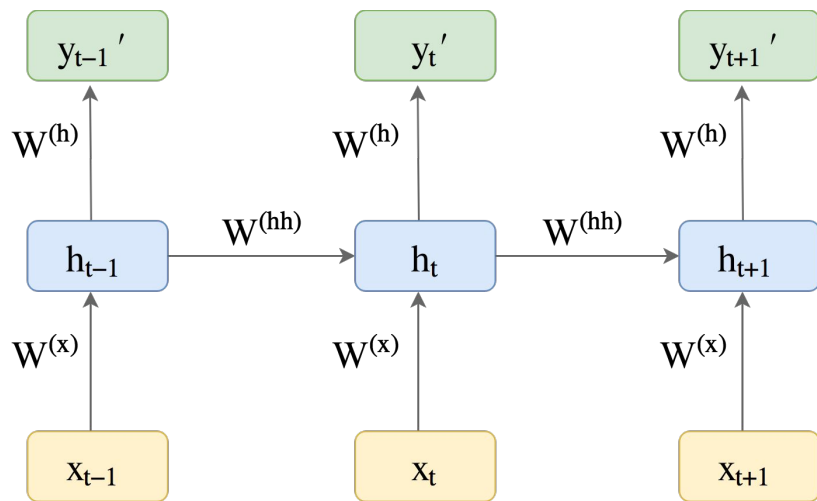 yₜ₋₁′ yₜ′ yₜ₊₁′
W⁽ʰ⁾ W⁽ʰ⁾ W⁽ʰ⁾
W⁽ʰʰ⁾ W⁽ʰʰ⁾
hₜ₋₁ hₜ hₜ₊₁
W⁽ˣ⁾ W⁽ˣ⁾ W⁽ˣ⁾
xₜ₋₁ xₜ xₜ₊₁